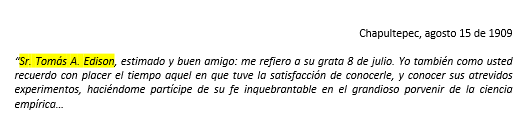 Chapultepec, agosto 15 de 1909
“Sr. Tomás A. Edison, estimado y buen amigo: me refiero a su grata 8 de julio. Yo también como usted
recuerdo con placer el tiempo aquel en que tuve la satisfacción de conocerle, y conocer sus atrevidos
experimentos, haciéndome partícipe de su fe inquebrantable en el grandioso porvenir de la ciencia
empírica…